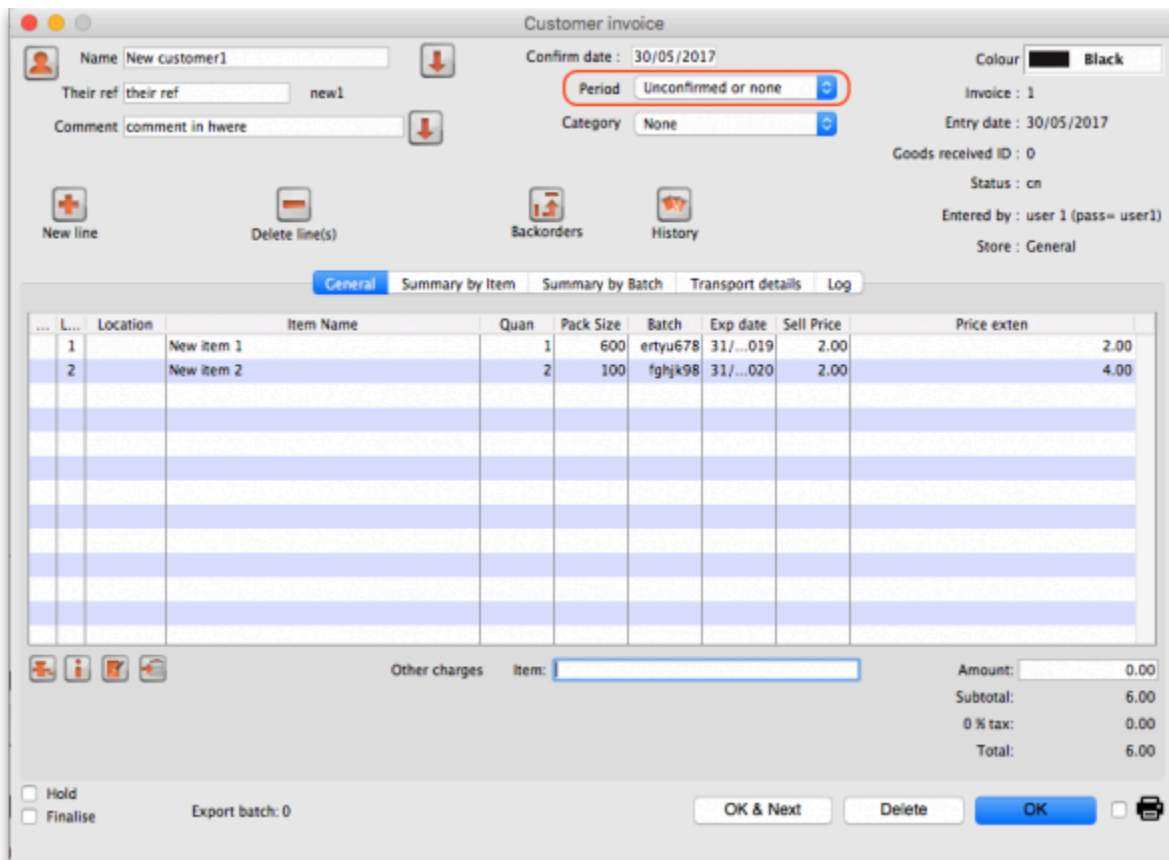 Customer invoice
Name New customer1
Confirm date : 30/05/2017
Colour Black
Their ref their ref new1
Period Unconfirmed or none
Invoice : 1
Comment comment in hwere
Category None
Entry date : 30/05/2017
Goods received ID : 0
Status : cn
Entered by : user 1 (pass= user1)
Store : General
New line
Delete line(s)
Backorders
History
General Summary by Item Summary by Batch Transport details Log
... L... Location Item Name Quan Pack Size Batch Exp date Sell Price Price exten
1 New item 1 1 600 ertyu678 31/...019 2.00 2.00
2 New item 2 2 100 fghjk98 31/...020 2.00 4.00
Other charges Item: Amount: 0.00
Subtotal: 6.00
0 % tax: 0.00
Total: 6.00
Hold
Finalise
Export batch: 0
OK & Next
Delete
OK